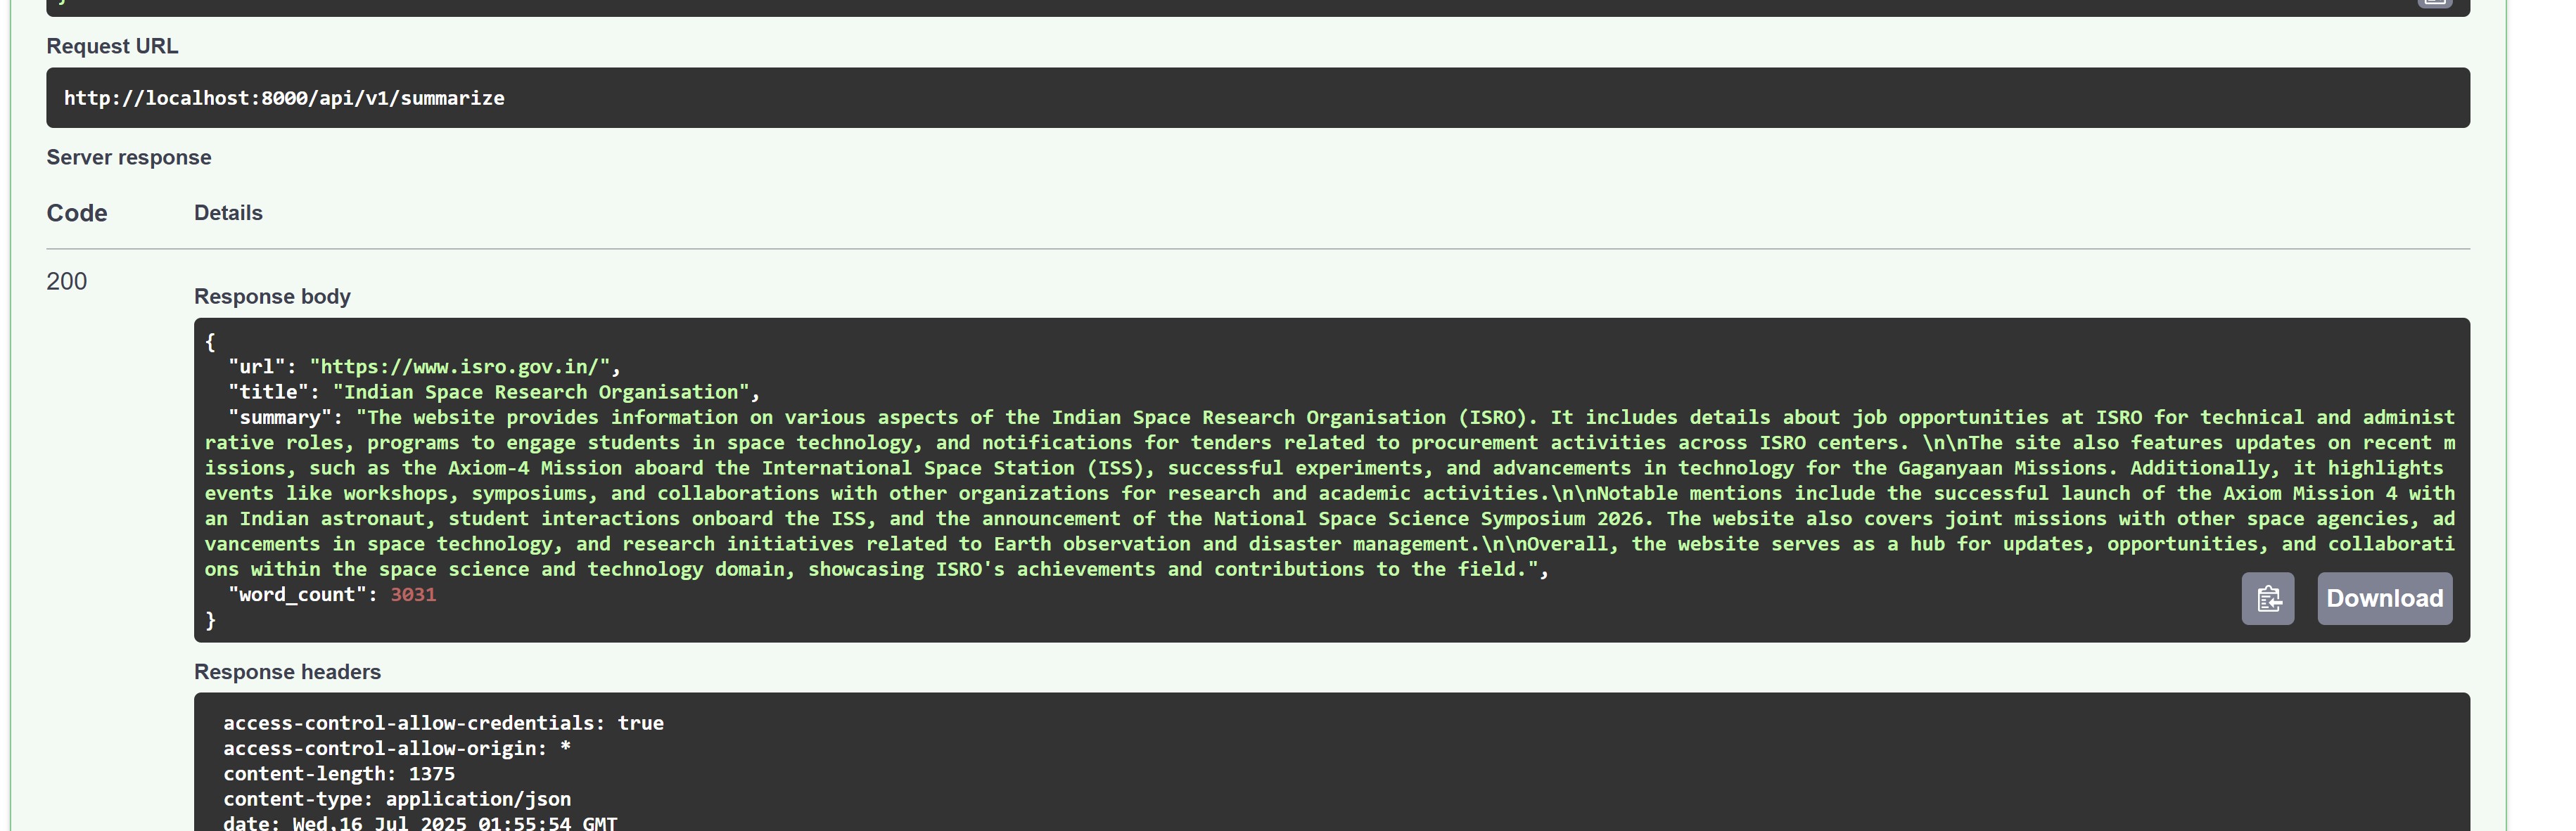 }
Request URL
http://localhost:8000/api/v1/summarize
Server response
Code Details
200
Response body
{
  "url": "https://www.isro.gov.in/",
  "title": "Indian Space Research Organisation",
  "summary": "The website provides information on various aspects of the Indian Space Research Organisation (ISRO). It includes details about job opportunities at ISRO for technical and administ
rative roles, programs to engage students in space technology, and notifications for tenders related to procurement activities across ISRO centers. \n\nThe site also features updates on recent m
issions, such as the Axiom-4 Mission aboard the International Space Station (ISS), successful experiments, and advancements in technology for the Gaganyaan Missions. Additionally, it highlights
events like workshops, symposiums, and collaborations with other organizations for research and academic activities.\n\nNotable mentions include the successful launch of the Axiom Mission 4 with
an Indian astronaut, student interactions onboard the ISS, and the announcement of the National Space Science Symposium 2026. The website also covers joint missions with other space agencies, ad
vancements in space technology, and research initiatives related to Earth observation and disaster management.\n\nOverall, the website serves as a hub for updates, opportunities, and collaborati
ons within the space science and technology domain, showcasing ISRO's achievements and contributions to the field.",
  "word_count": 3031
}
Download
Response headers
access-control-allow-credentials: true
access-control-allow-origin: *
content-length: 1375
content-type: application/json
date: Wed,16 Jul 2025 01:55:54 GMT